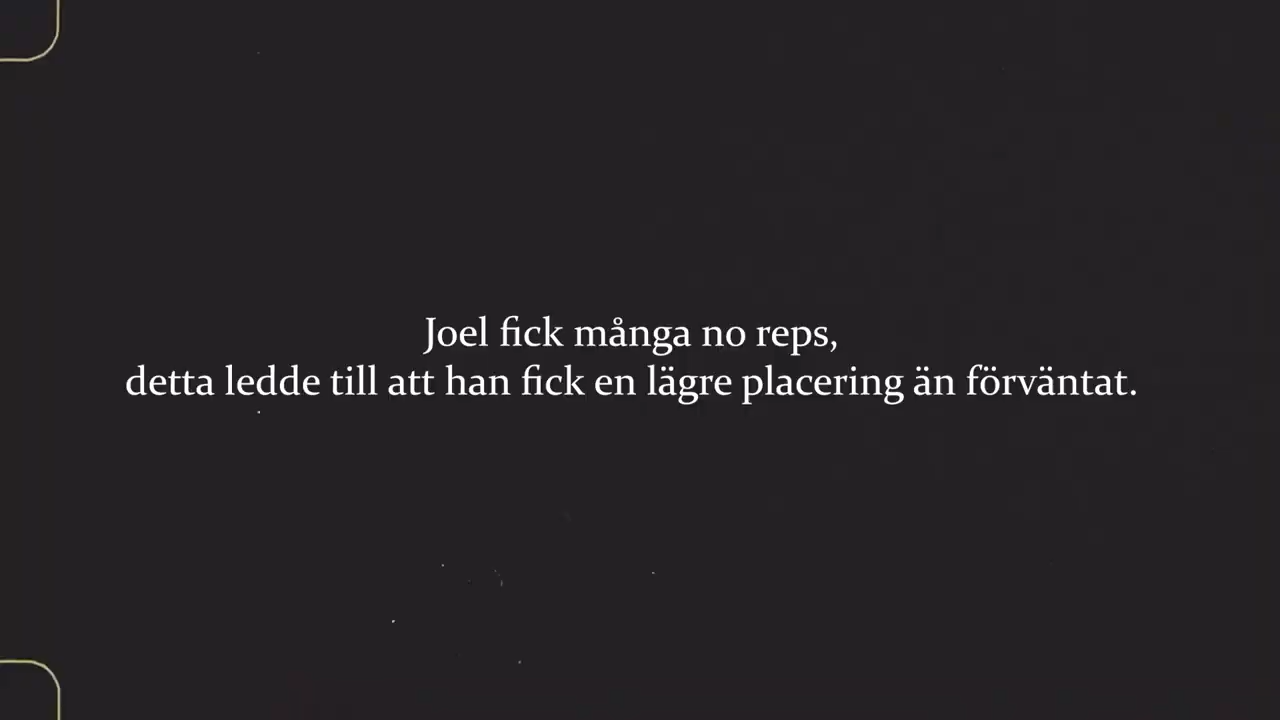 Joel fick många no reps,
detta ledde till att han fick en lägre placering än förväntat.